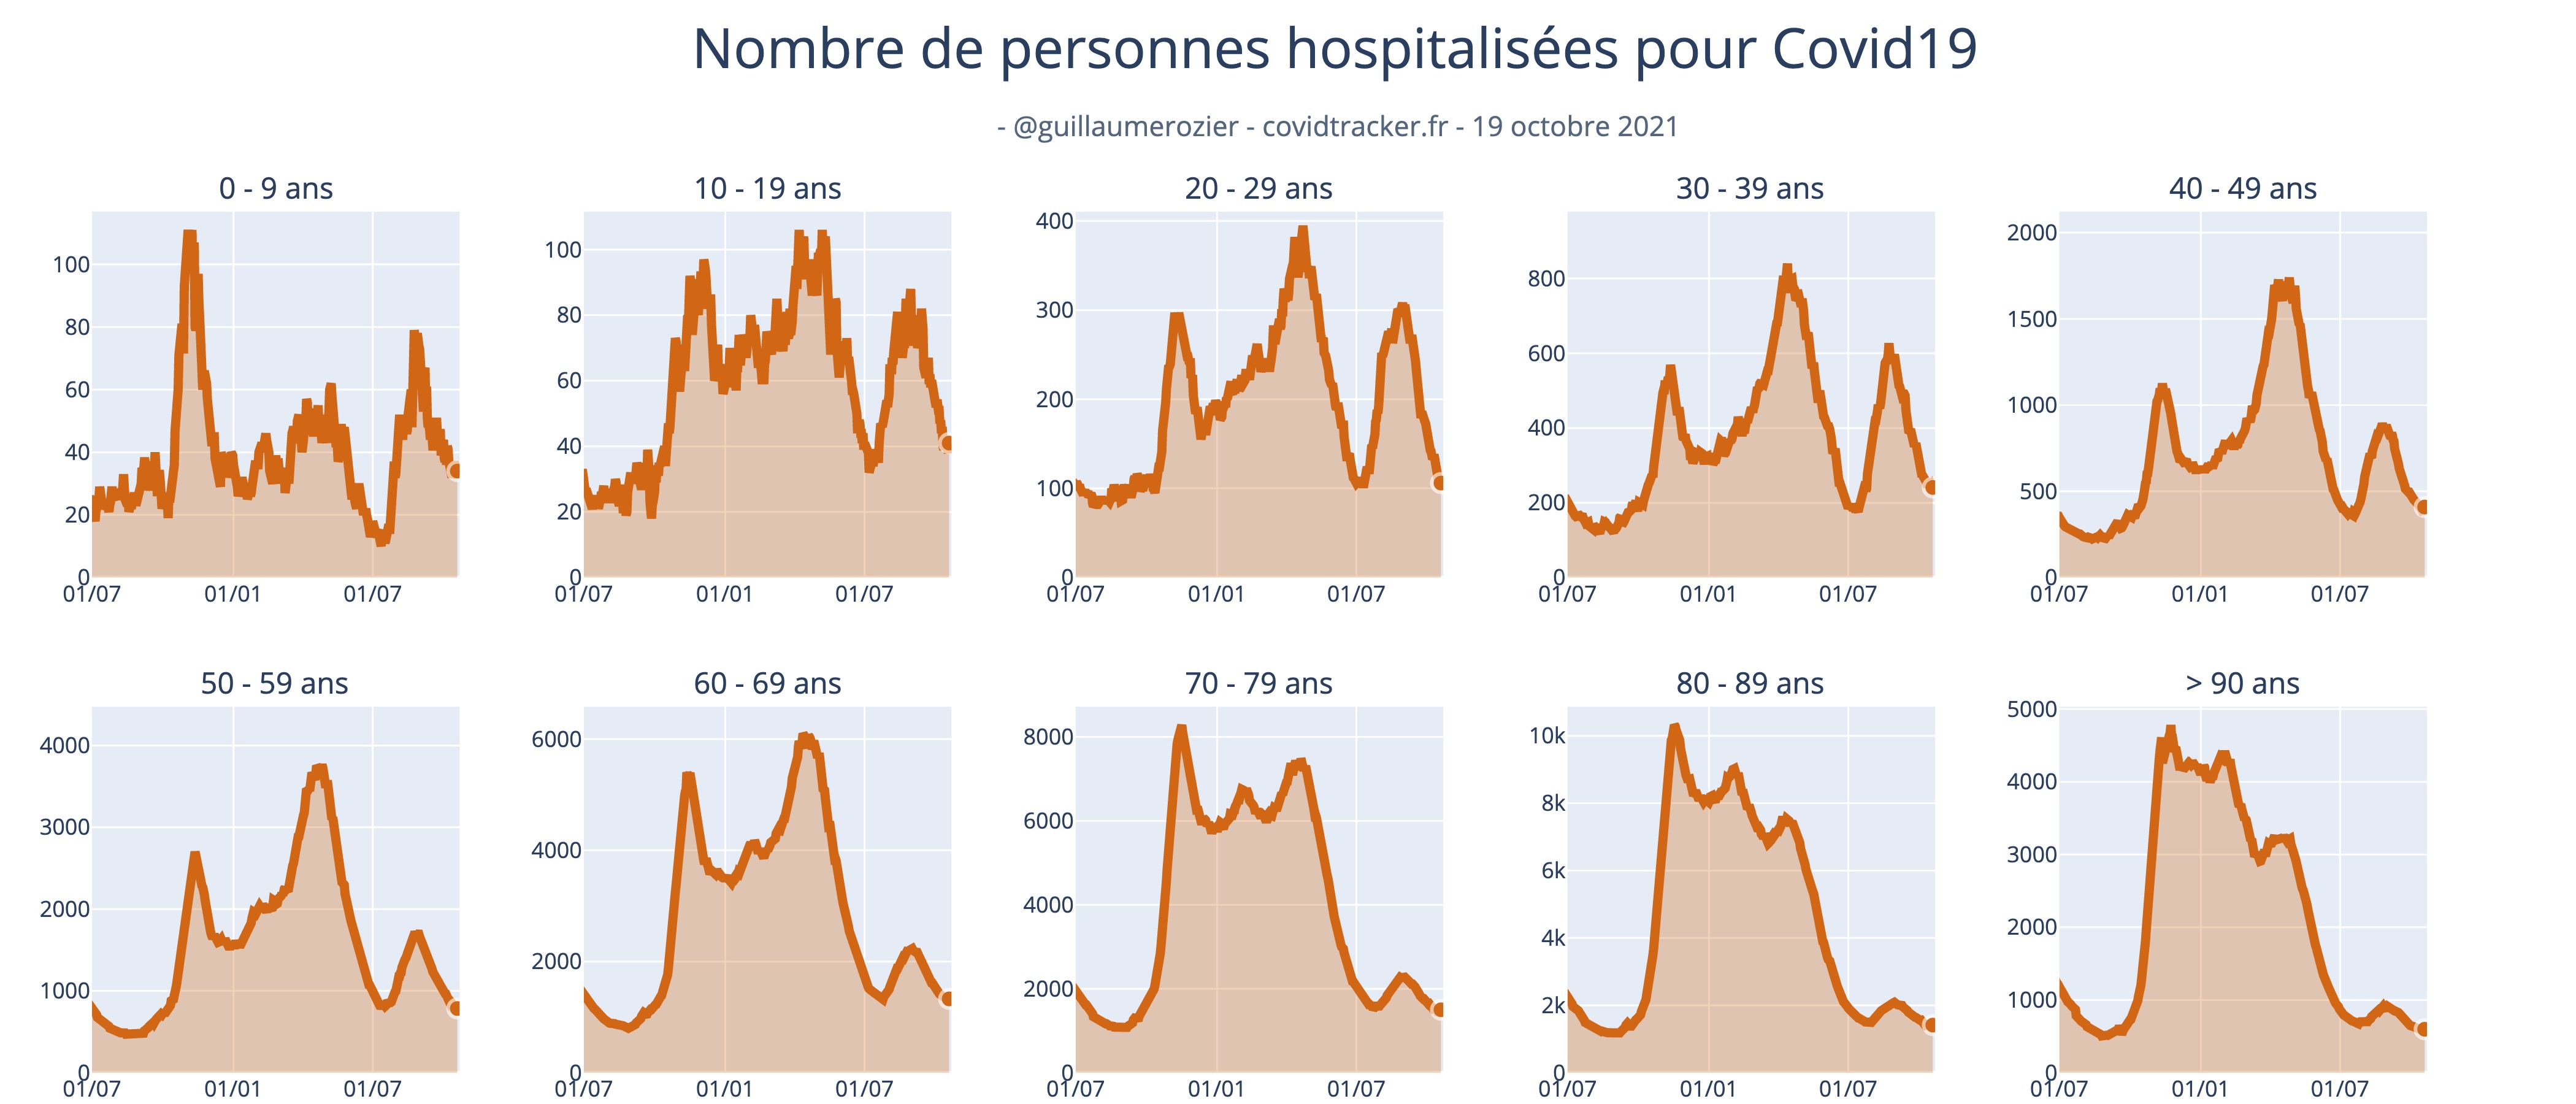 Nombre de personnes hospitalisées pour Covid19
- @guillaumerozier - covidtracker.fr - 19 octobre 2021
0 - 9 ans
100
80
60
40
20
0
01/07 01/01 01/07
10 - 19 ans
100
80
60
40
20
0
01/07 01/01 01/07
20 - 29 ans
400
300
200
100
0
01/07 01/01 01/07
30 - 39 ans
800
600
400
200
0
01/07 01/01 01/07
40 - 49 ans
2000
1500
1000
500
0
01/07 01/01 01/07
50 - 59 ans
4000
3000
2000
1000
0
01/07 01/01 01/07
60 - 69 ans
6000
4000
2000
0
01/07 01/01 01/07
70 - 79 ans
8000
6000
4000
2000
0
01/07 01/01 01/07
80 - 89 ans
10k
8k
6k
4k
2k
0
01/07 01/01 01/07
> 90 ans
5000
4000
3000
2000
1000
0
01/07 01/01 01/07